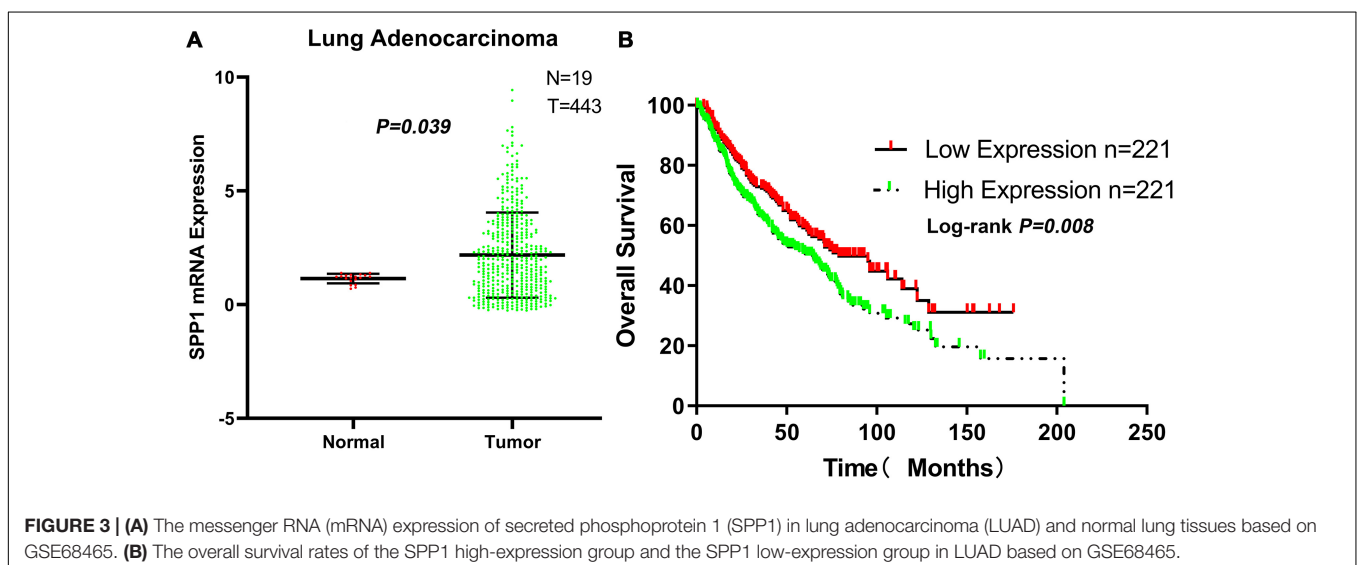 A
Lung Adenocarcinoma
N=19
T=443
P=0.039
SPP1 mRNA Expression
10
5
0
-5
Normal
Tumor
B
Overall Survival
100
80
60
40
20
0
Low Expression n=221
High Expression n=221
Log-rank P=0.008
0 50 100 150 200 250
Time( Months)
FIGURE 3 | (A) The messenger RNA (mRNA) expression of secreted phosphoprotein 1 (SPP1) in lung adenocarcinoma (LUAD) and normal lung tissues based on
GSE68465. (B) The overall survival rates of the SPP1 high-expression group and the SPP1 low-expression group in LUAD based on GSE68465.